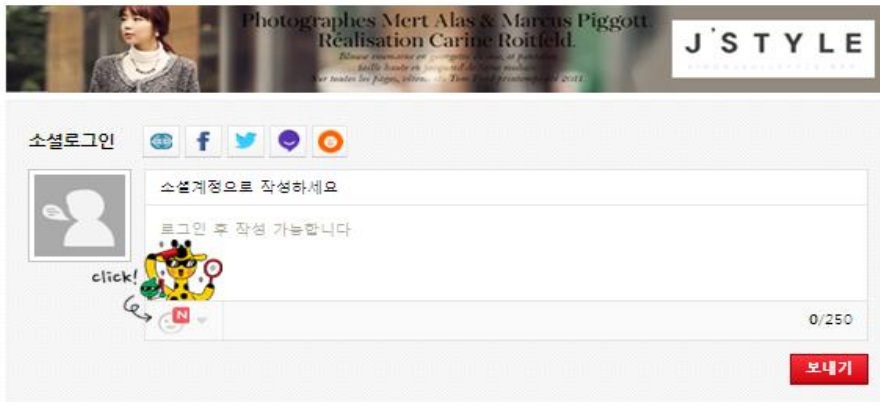 Photographes Mert Alas & Marcus Piggott.
Réalisation Carine Roitfeld.
J'STYLE
소셜로그인
소셜계정으로 작성하세요
로그인 후 작성 가능합니다
click!
N
0/250
보내기